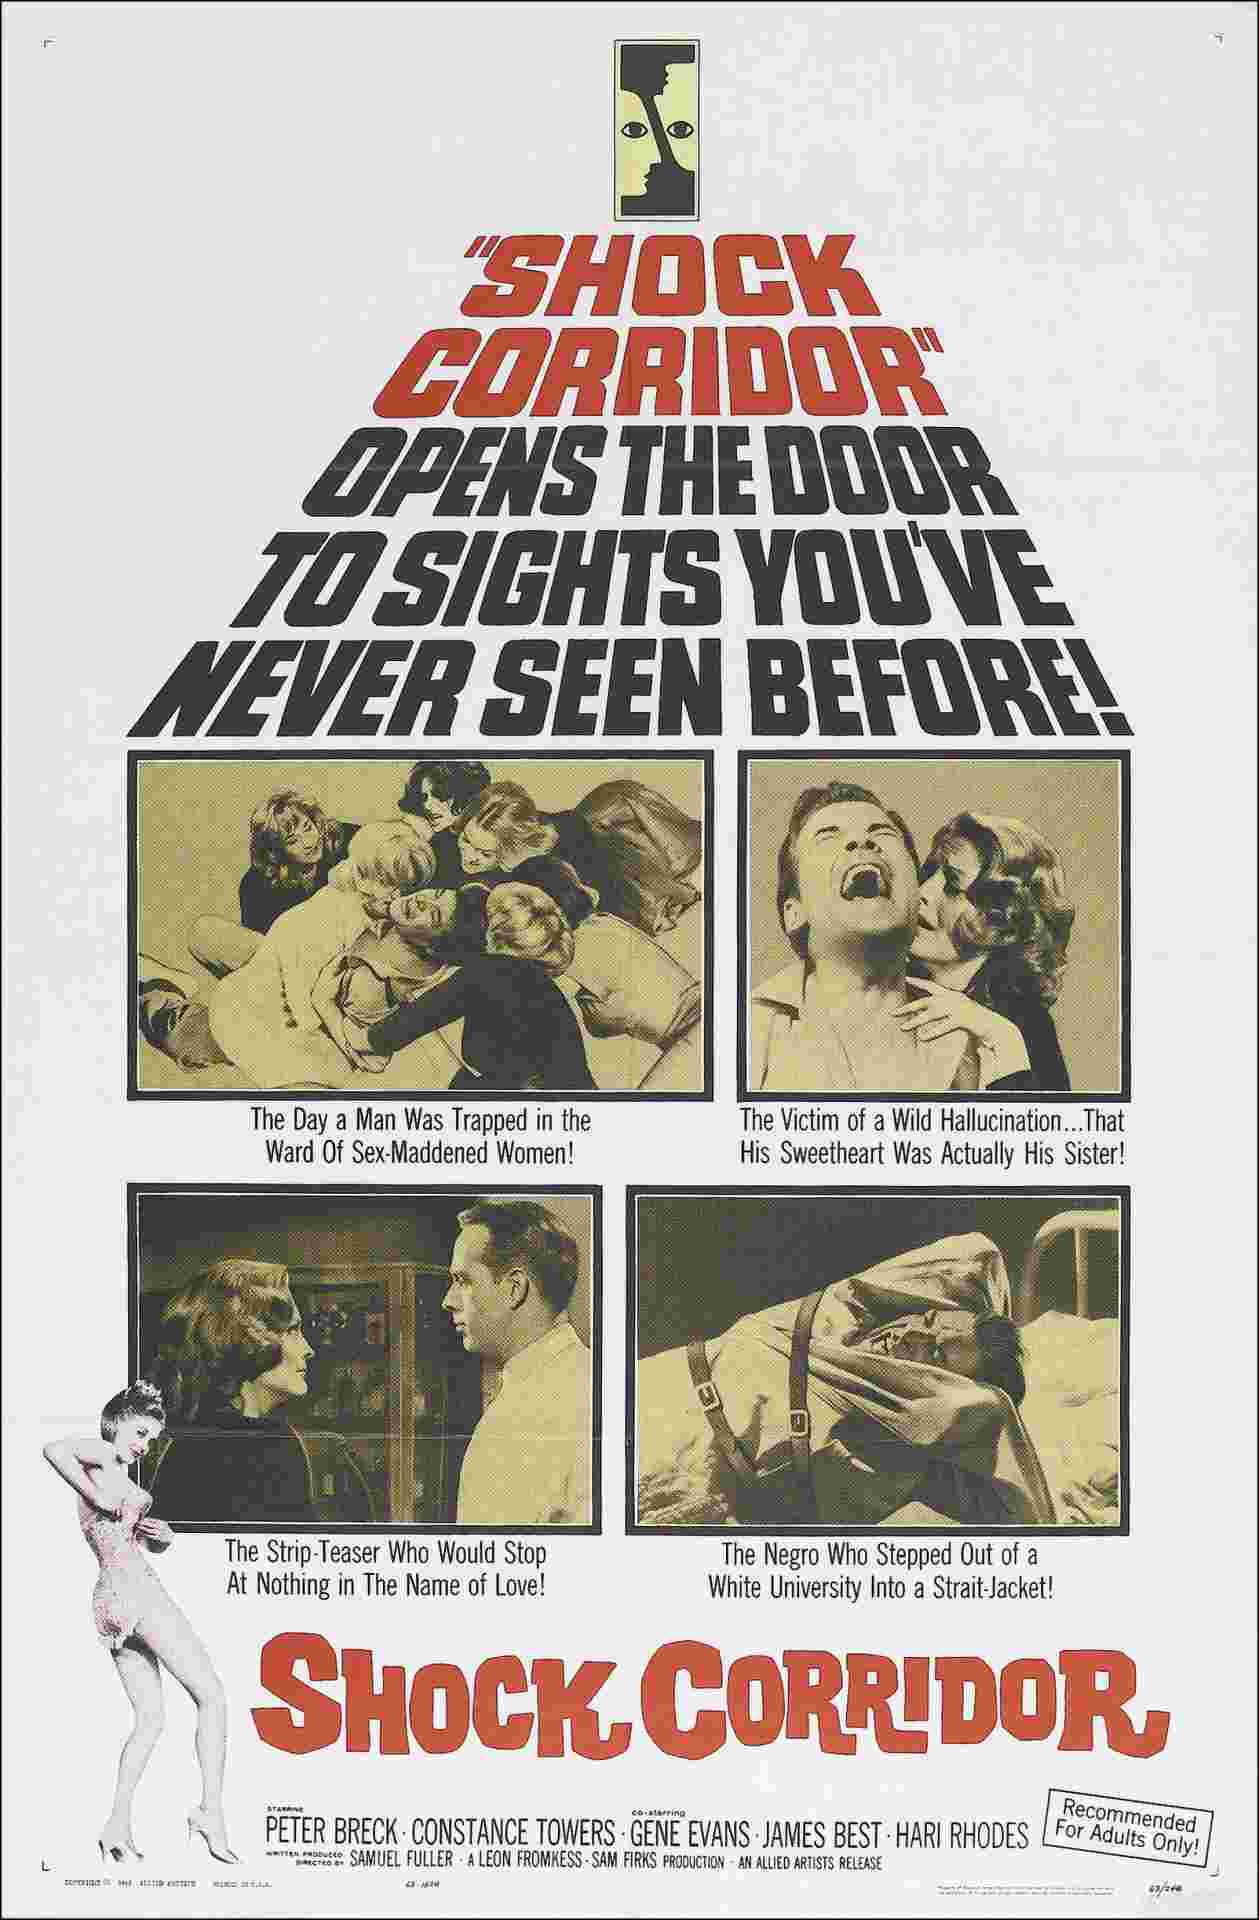 "SHOCK
CORRIDOR"
OPENS THE DOOR
TO SIGHTS YOU'VE
NEVER SEEN BEFORE!
The Day a Man Was Trapped in the
Ward Of Sex-Maddened Women!
The Victim of a Wild Hallucination...That
His Sweetheart Was Actually His Sister!
The Strip-Teaser Who Would Stop
At Nothing in The Name of Love!
The Negro Who Stepped Out of a
White University Into a Strait-Jacket!
SHOCK CORRIDOR
STARRING
co-starring
PETER BRECK · CONSTANCE TOWERS · GENE EVANS · JAMES BEST · HARI RHODES
WRITTEN, PRODUCED
DIRECTED BY SAMUEL FULLER · A LEON FROMKESS · SAM FIRKS PRODUCTION · AN ALLIED ARTISTS RELEASE
Recommended
For Adults Only!
63/248